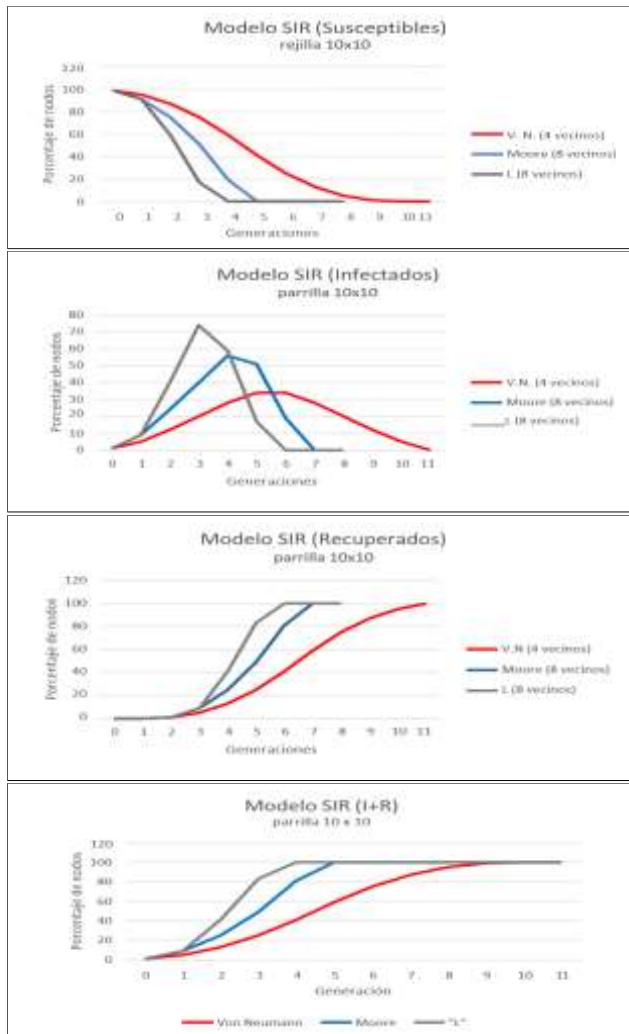 Modelo SIR (Susceptibles)
rejilla 10x10
Porcentaje de nodos
120
100
80
60
40
20
0
0 1 2 3 4 5 6 7 8 9 10 11
Generaciones
V. N. (4 vecinos)
Moore (8 vecinos)
L (8 vecinos)
Modelo SIR (Infectados)
parrilla 10x10
Porcentaje de nodos
80
70
60
50
40
30
20
10
0
0 1 2 3 4 5 6 7 8 9 10 11
Generaciones
V.N. (4 vecinos)
Moore (8 vecinos)
L (8 vecinos)
Modelo SIR (Recuperados)
parrilla 10x10
Porcentaje de nodos
120
100
80
60
40
20
0
0 1 2 3 4 5 6 7 8 9 10 11
Generaciones
V.N (4 vecinos)
Moore (8 vecinos)
L (8 vecinos)
Modelo SIR (I+R)
parrilla 10 x 10
Porcentaje de nodos
120
100
80
60
40
20
0
0 1 2 3 4 5 6 7 8 9 10 11
Generación
Von Neumann Moore "L"